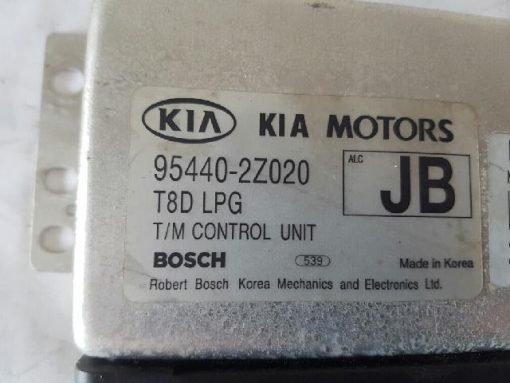 KIA KIA MOTORS
95440-2Z020
ALC
JB
T8D LPG
T/M CONTROL UNIT
BOSCH 539 Made in Korea
Robert Bosch Korea Mechanics and Electronics Ltd.